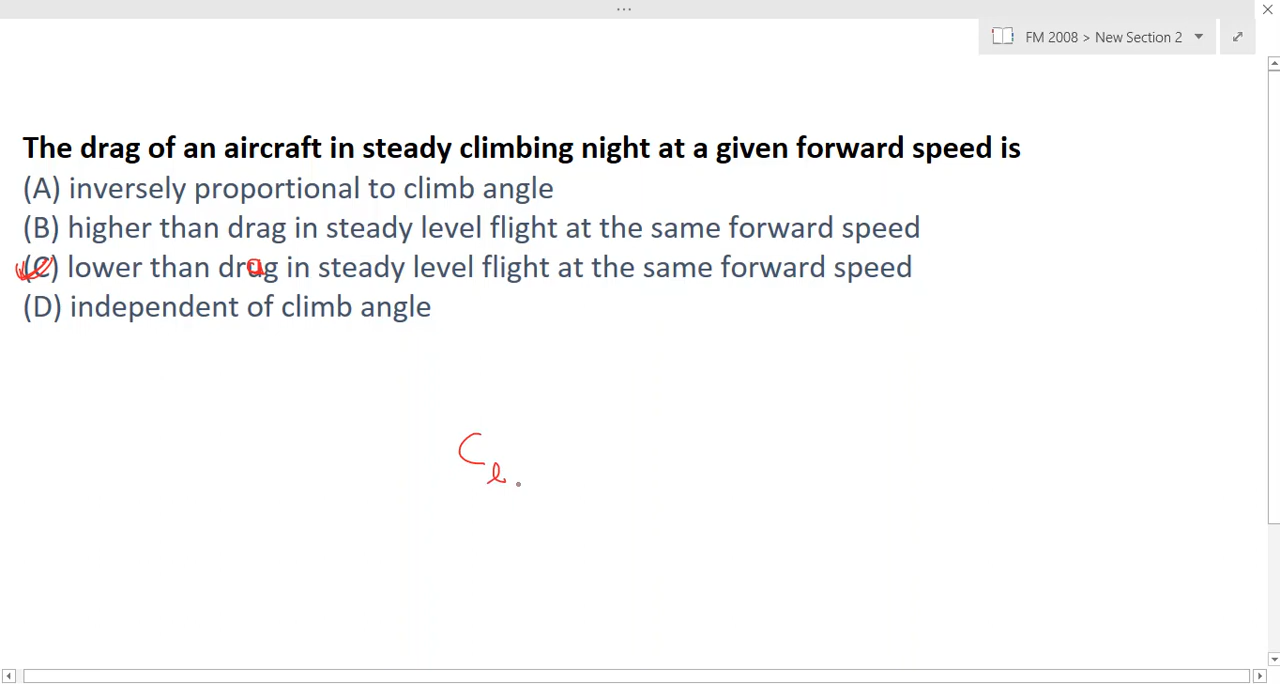 ...
FM 2008 > New Section 2
The drag of an aircraft in steady climbing night at a given forward speed is
(A) inversely proportional to climb angle
(B) higher than drag in steady level flight at the same forward speed
(C) lower than drag in steady level flight at the same forward speed
(D) independent of climb angle
C
l